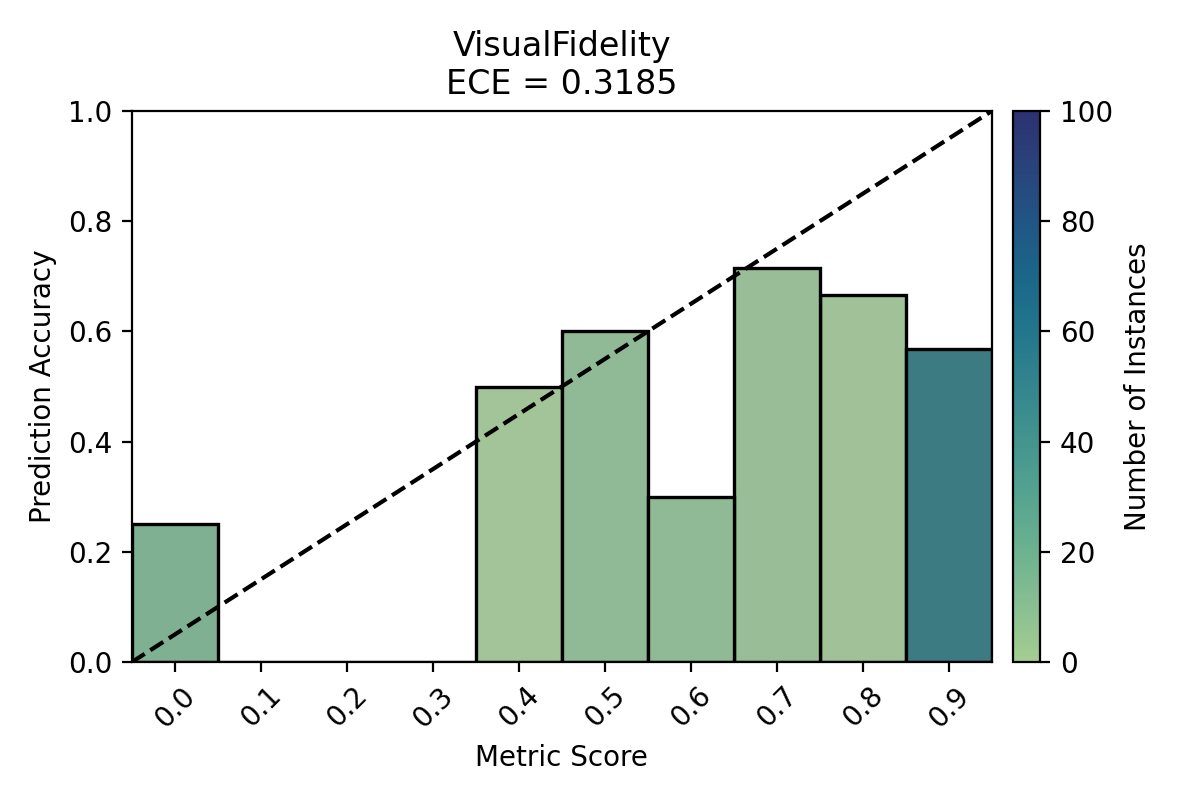 VisualFidelity
ECE = 0.3185
Prediction Accuracy
1.0
0.8
0.6
0.4
0.2
0.0
0.0 0.1 0.2 0.3 0.4 0.5 0.6 0.7 0.8 0.9
Metric Score
100
80
60
40
20
0
Number of Instances